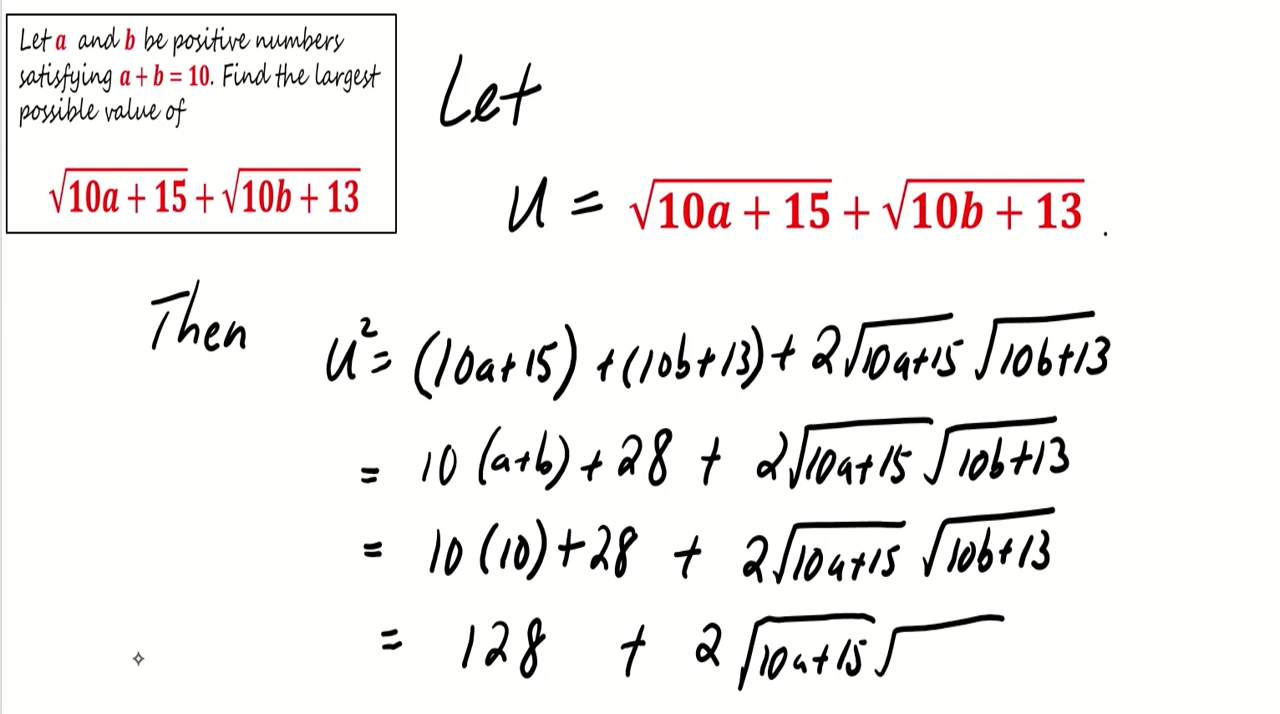 Let a and b be positive numbers
satisfying a + b = 10. Find the largest
possible value of
√(10a + 15) + √(10b + 13)
Let
u = √(10a + 15) + √(10b + 13) .
Then
u² = (10a+15) + (10b+13) + 2√(10a+15) √(10b+13)
= 10 (a+b) + 28 + 2√(10a+15) √(10b+13)
= 10 (10) + 28 + 2√(10a+15) √(10b+13)
= 128 + 2 √(10a+15) √